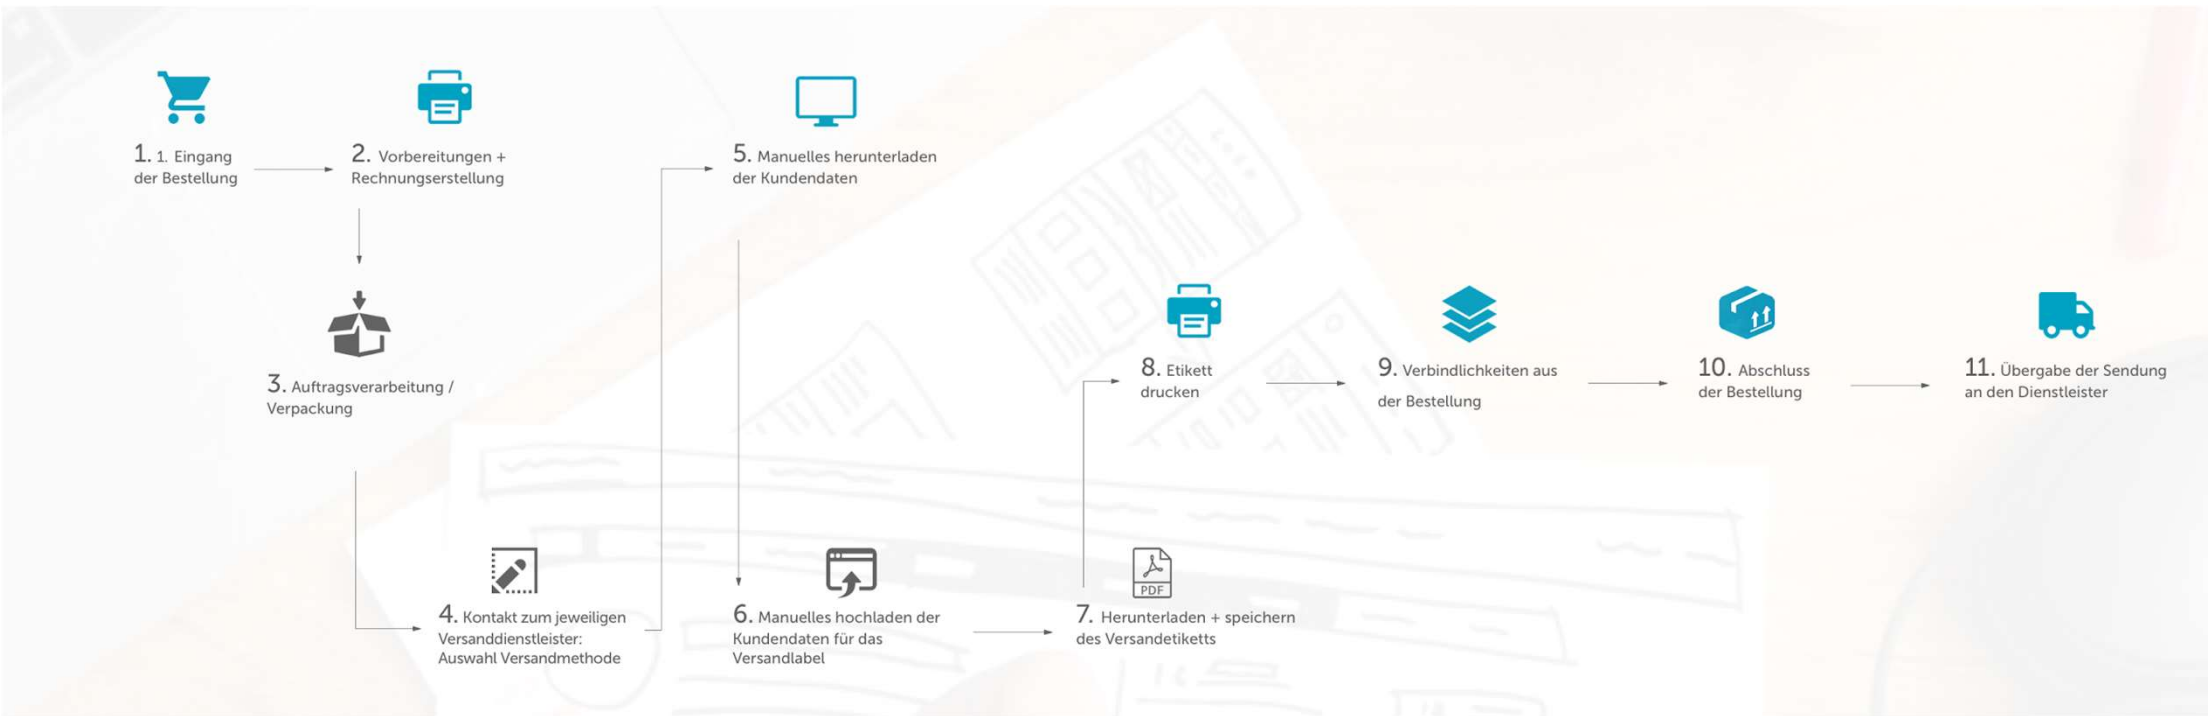 1. 1. Eingang
der Bestellung
2. Vorbereitungen +
Rechnungserstellung
3. Auftragsverarbeitung /
Verpackung
4. Kontakt zum jeweiligen
Versanddienstleister:
Auswahl Versandmethode
5. Manuelles herunterladen
der Kundendaten
6. Manuelles hochladen der
Kundendaten für das
Versandlabel
PDF
7. Herunterladen + speichern
des Versandetiketts
8. Etikett
drucken
9. Verbindlichkeiten aus
der Bestellung
10. Abschluss
der Bestellung
11. Übergabe der Sendung
an den Dienstleister